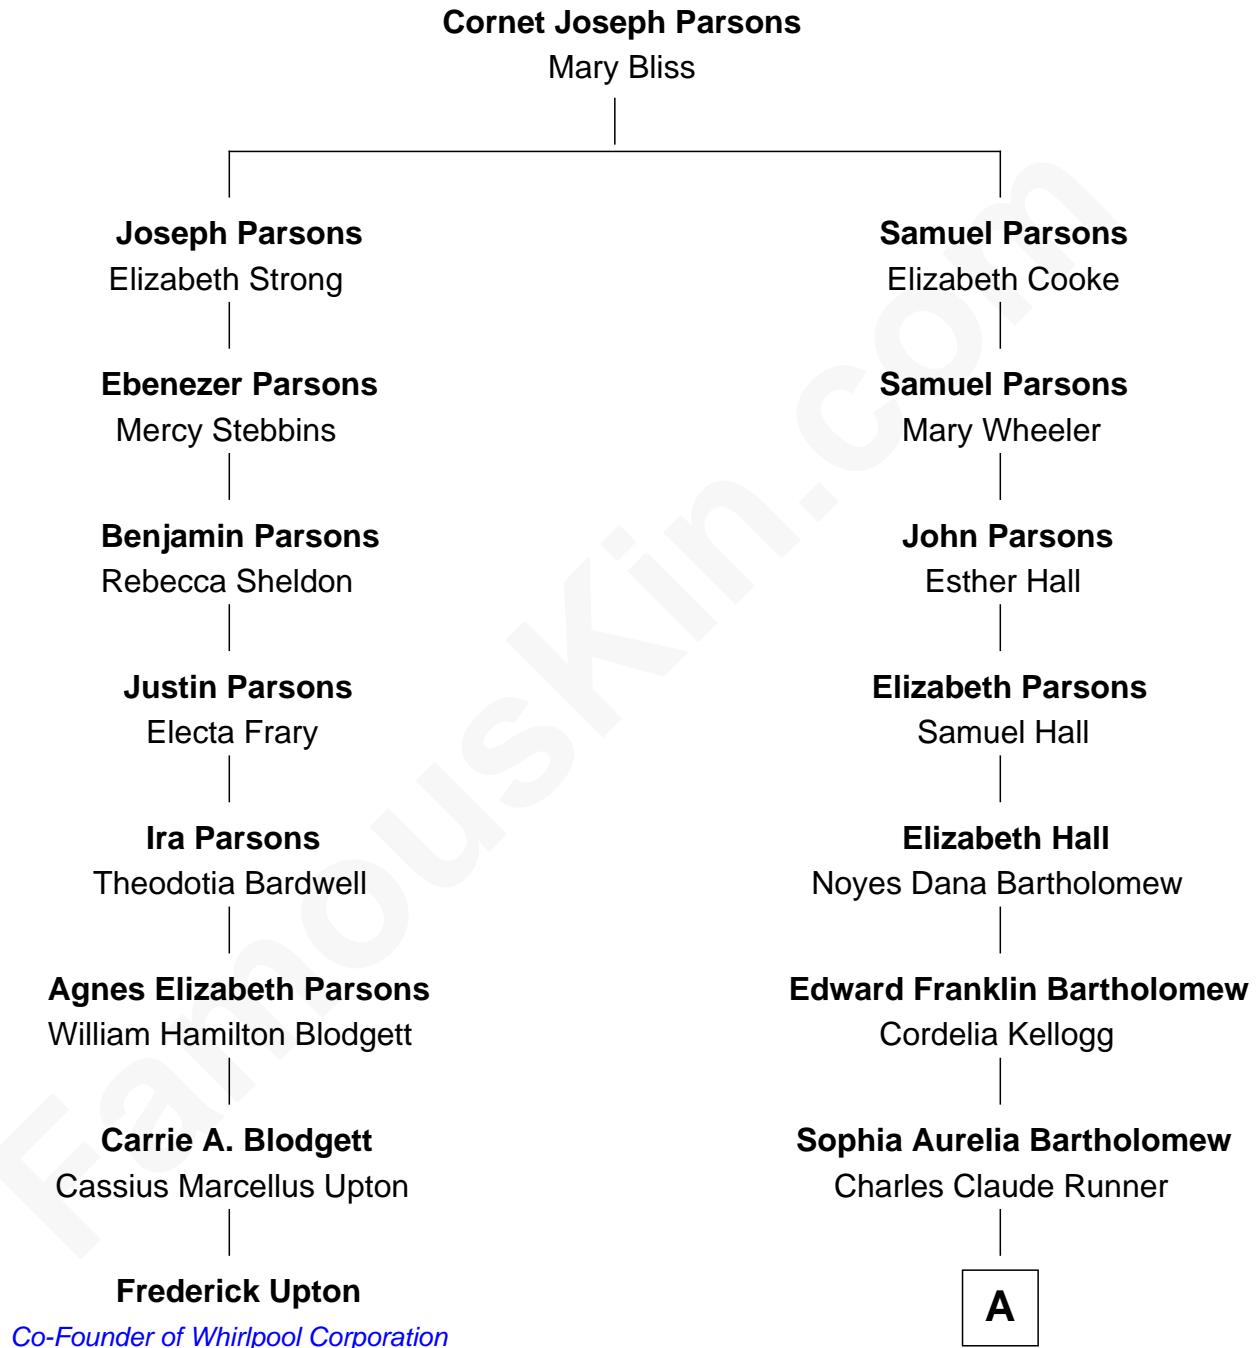 Cornet Joseph Parsons
Mary Bliss
Joseph Parsons
Elizabeth Strong
Samuel Parsons
Elizabeth Cooke
Ebenezer Parsons
Mercy Stebbins
Samuel Parsons
Mary Wheeler
Benjamin Parsons
Rebecca Sheldon
John Parsons
Esther Hall
Justin Parsons
Electa Frary
Elizabeth Parsons
Samuel Hall
Ira Parsons
Theodotia Bardwell
Elizabeth Hall
Noyes Dana Bartholomew
Agnes Elizabeth Parsons
William Hamilton Blodgett
Edward Franklin Bartholomew
Cordelia Kellogg
Carrie A. Blodgett
Cassius Marcellus Upton
Sophia Aurelia Bartholomew
Charles Claude Runner
Frederick Upton
Co-Founder of Whirlpool Corporation
A
FamousKin.com